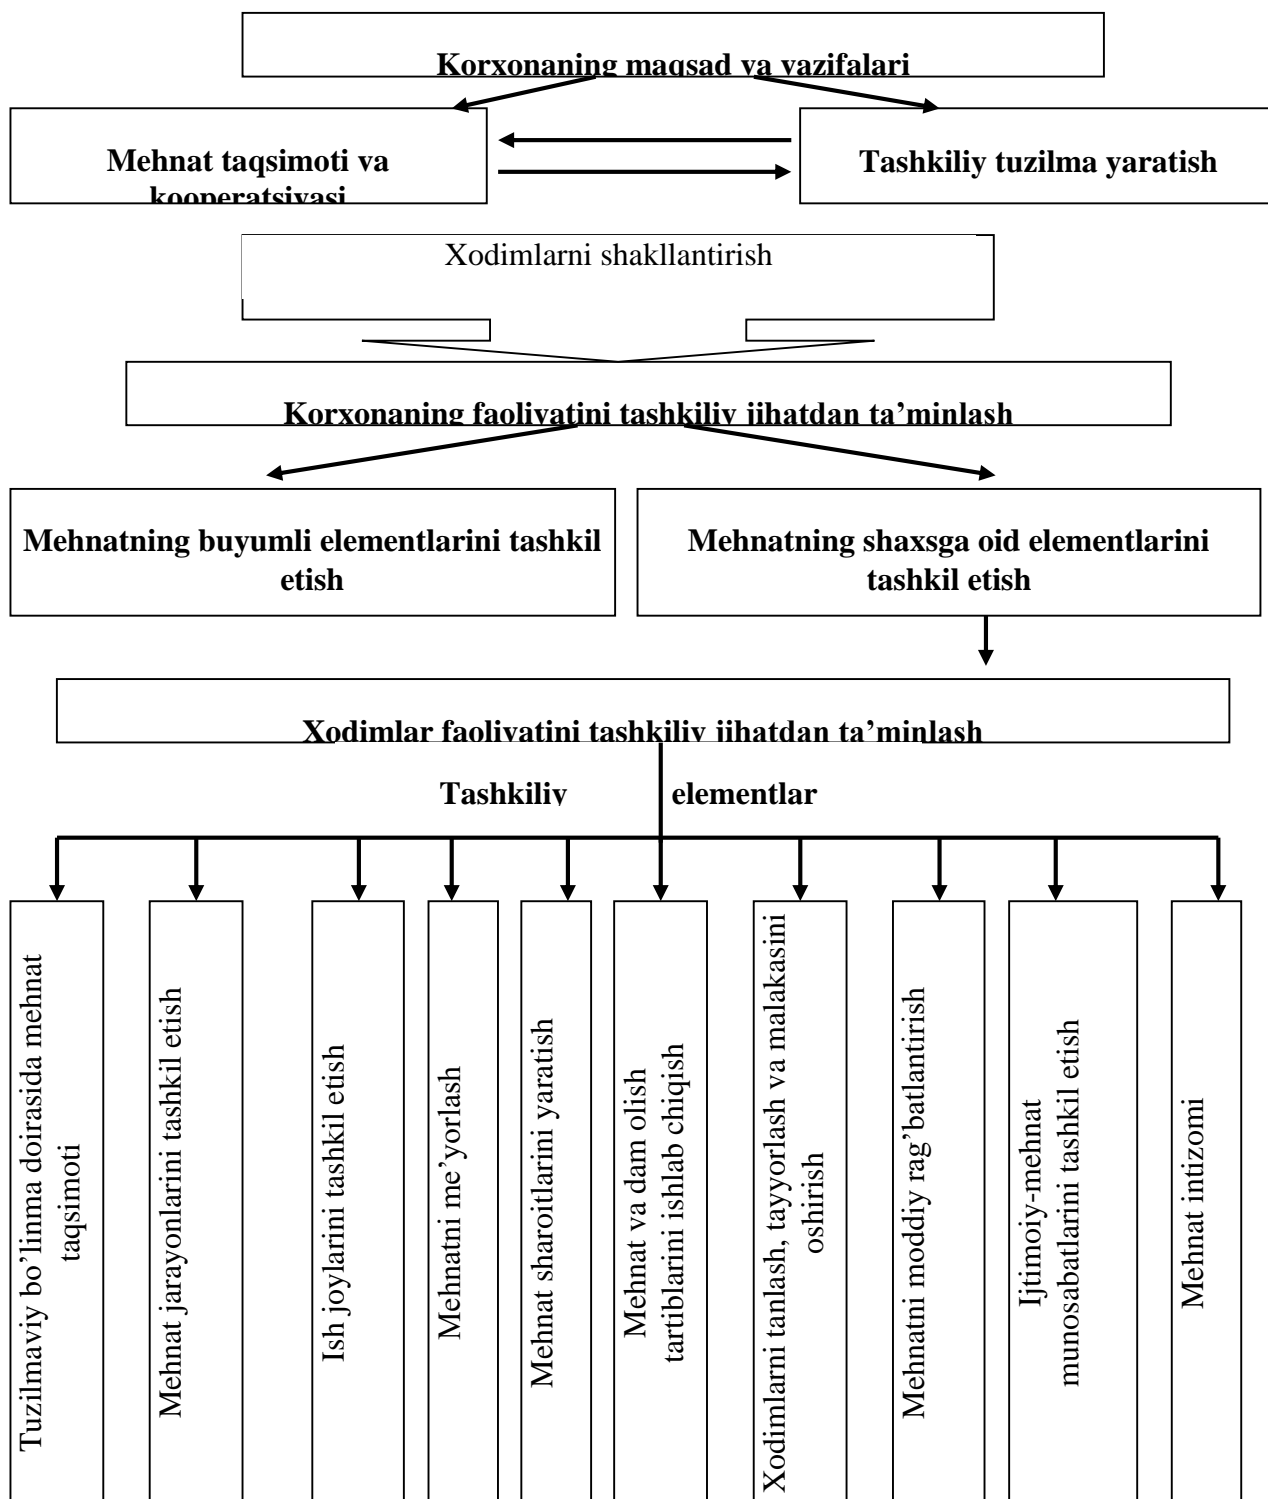 Korxonaning maqsad va vazifalari
Mehnat taqsimoti va
kooperatsiyasi
Tashkiliy tuzilma yaratish
Xodimlarni shakllantirish
Korxonaning faoliyatini tashkiliy jihatdan ta’minlash
Mehnatning buyumli elementlarini tashkil
etish
Mehnatning shaxsga oid elementlarini
tashkil etish
Xodimlar faoliyatini tashkiliy jihatdan ta’minlash
Tashkiliy elementlar
Tuzilmaviy bo’linma doirasida mehnat
taqsimoti
Mehnat jarayonlarini tashkil etish
Ish joylarini tashkil etish
Mehnatni me’yorlash
Mehnat sharoitlarini yaratish
Mehnat va dam olish
tartiblarini ishlab chiqish
Xodimlarni tanlash, tayyorlash va malakasini
oshirish
Mehnatni moddiy rag’batlantirish
Ijtimoiy-mehnat
munosabatlarini tashkil etish
Mehnat intizomi